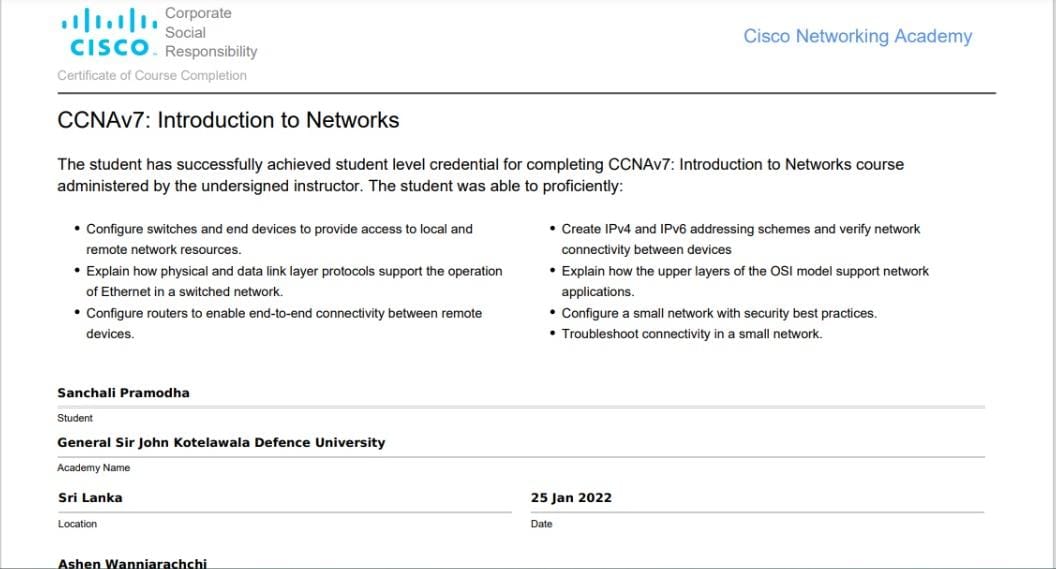 Corporate
Social
CISCO Responsibility
Cisco Networking Academy
Certificate of Course Completion
CCNAv7: Introduction to Networks
The student has successfully achieved student level credential for completing CCNAv7: Introduction to Networks course
administered by the undersigned instructor. The student was able to proficiently:
• Configure switches and end devices to provide access to local and
remote network resources.
• Explain how physical and data link layer protocols support the operation
of Ethernet in a switched network.
• Configure routers to enable end-to-end connectivity between remote
devices.
• Create IPv4 and IPv6 addressing schemes and verify network
connectivity between devices
• Explain how the upper layers of the OSI model support network
applications.
• Configure a small network with security best practices.
• Troubleshoot connectivity in a small network.
Sanchali Pramodha
Student
General Sir John Kotelawala Defence University
Academy Name
Sri Lanka
Location
25 Jan 2022
Date
Ashen Wanniarachchi